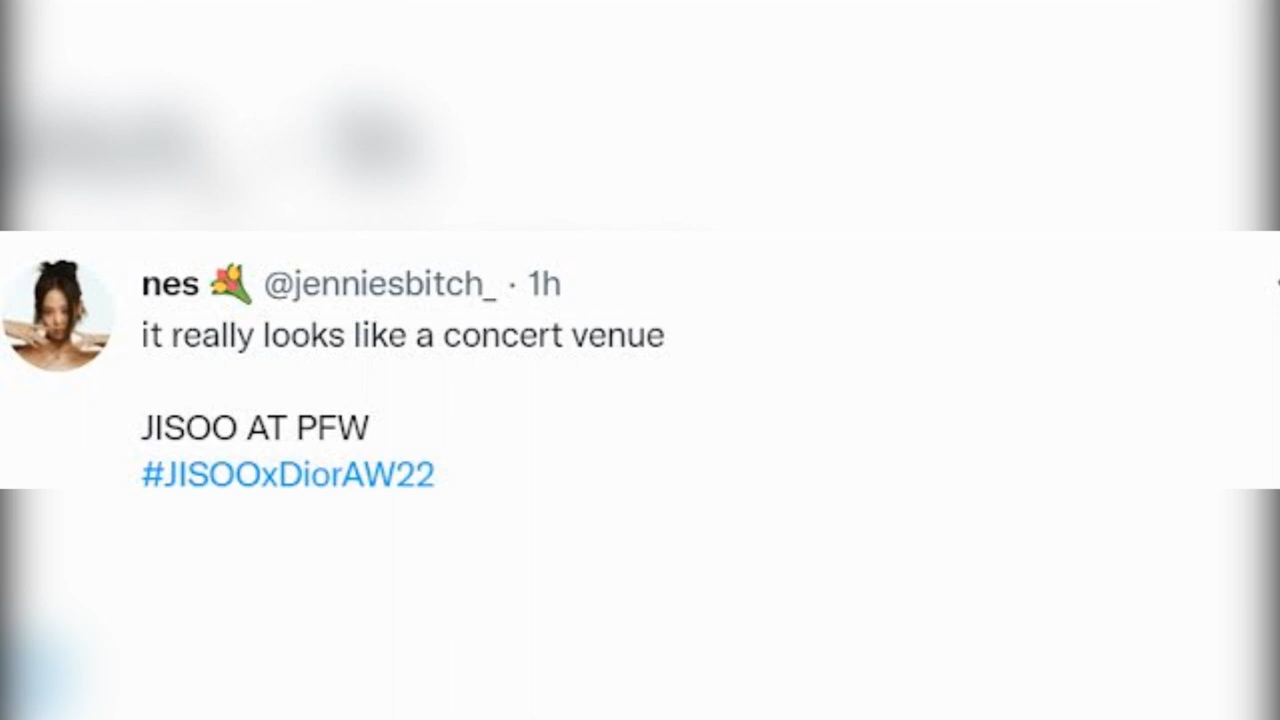 nes 💐 @jenniesbitch_ · 1h
it really looks like a concert venue
JISOO AT PFW
#JISOOxDiorAW22